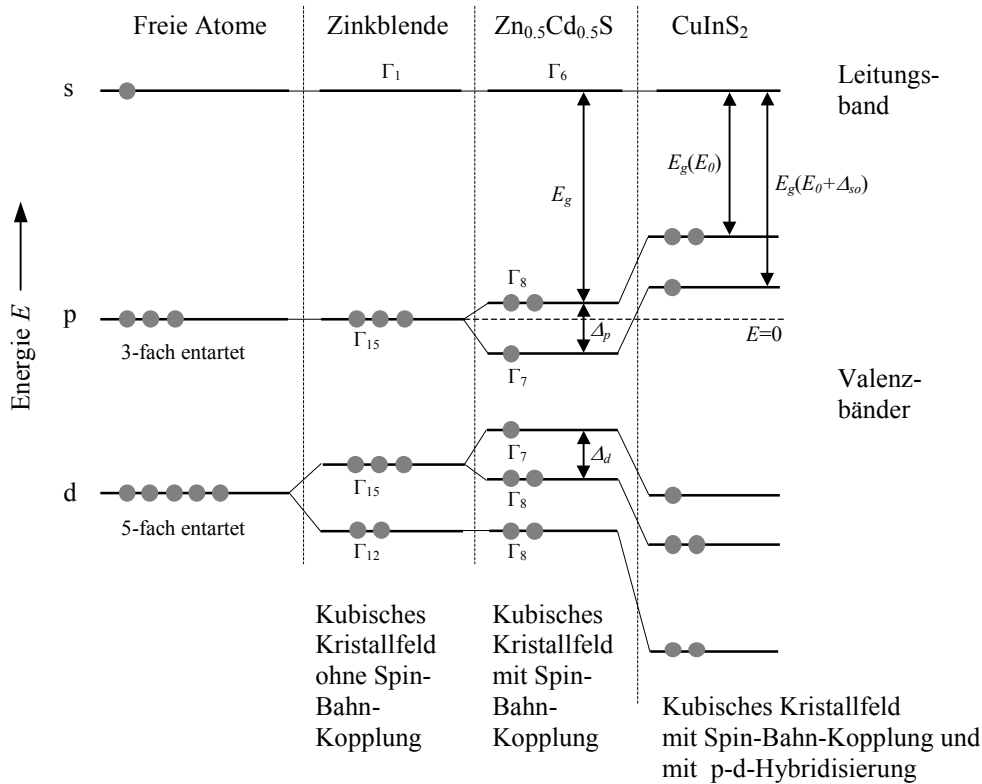 Freie Atome Zinkblende Zn0.5Cd0.5S CuInS2
s Γ1 Γ6 Leitungs-
band
Eg(E0)
Eg(E0+Δso)
Eg
Energie E
Γ8
p Γ15 Δp E=0
3-fach entartet
Γ7
Valenz-
bänder
Γ7 Δd
Γ15
d Γ8
5-fach entartet
Γ12 Γ8
Kubisches
Kristallfeld
ohne Spin-
Bahn-
Kopplung
Kubisches
Kristallfeld
mit Spin-
Bahn-
Kopplung
Kubisches Kristallfeld
mit Spin-Bahn-Kopplung und
mit p-d-Hybridisierung